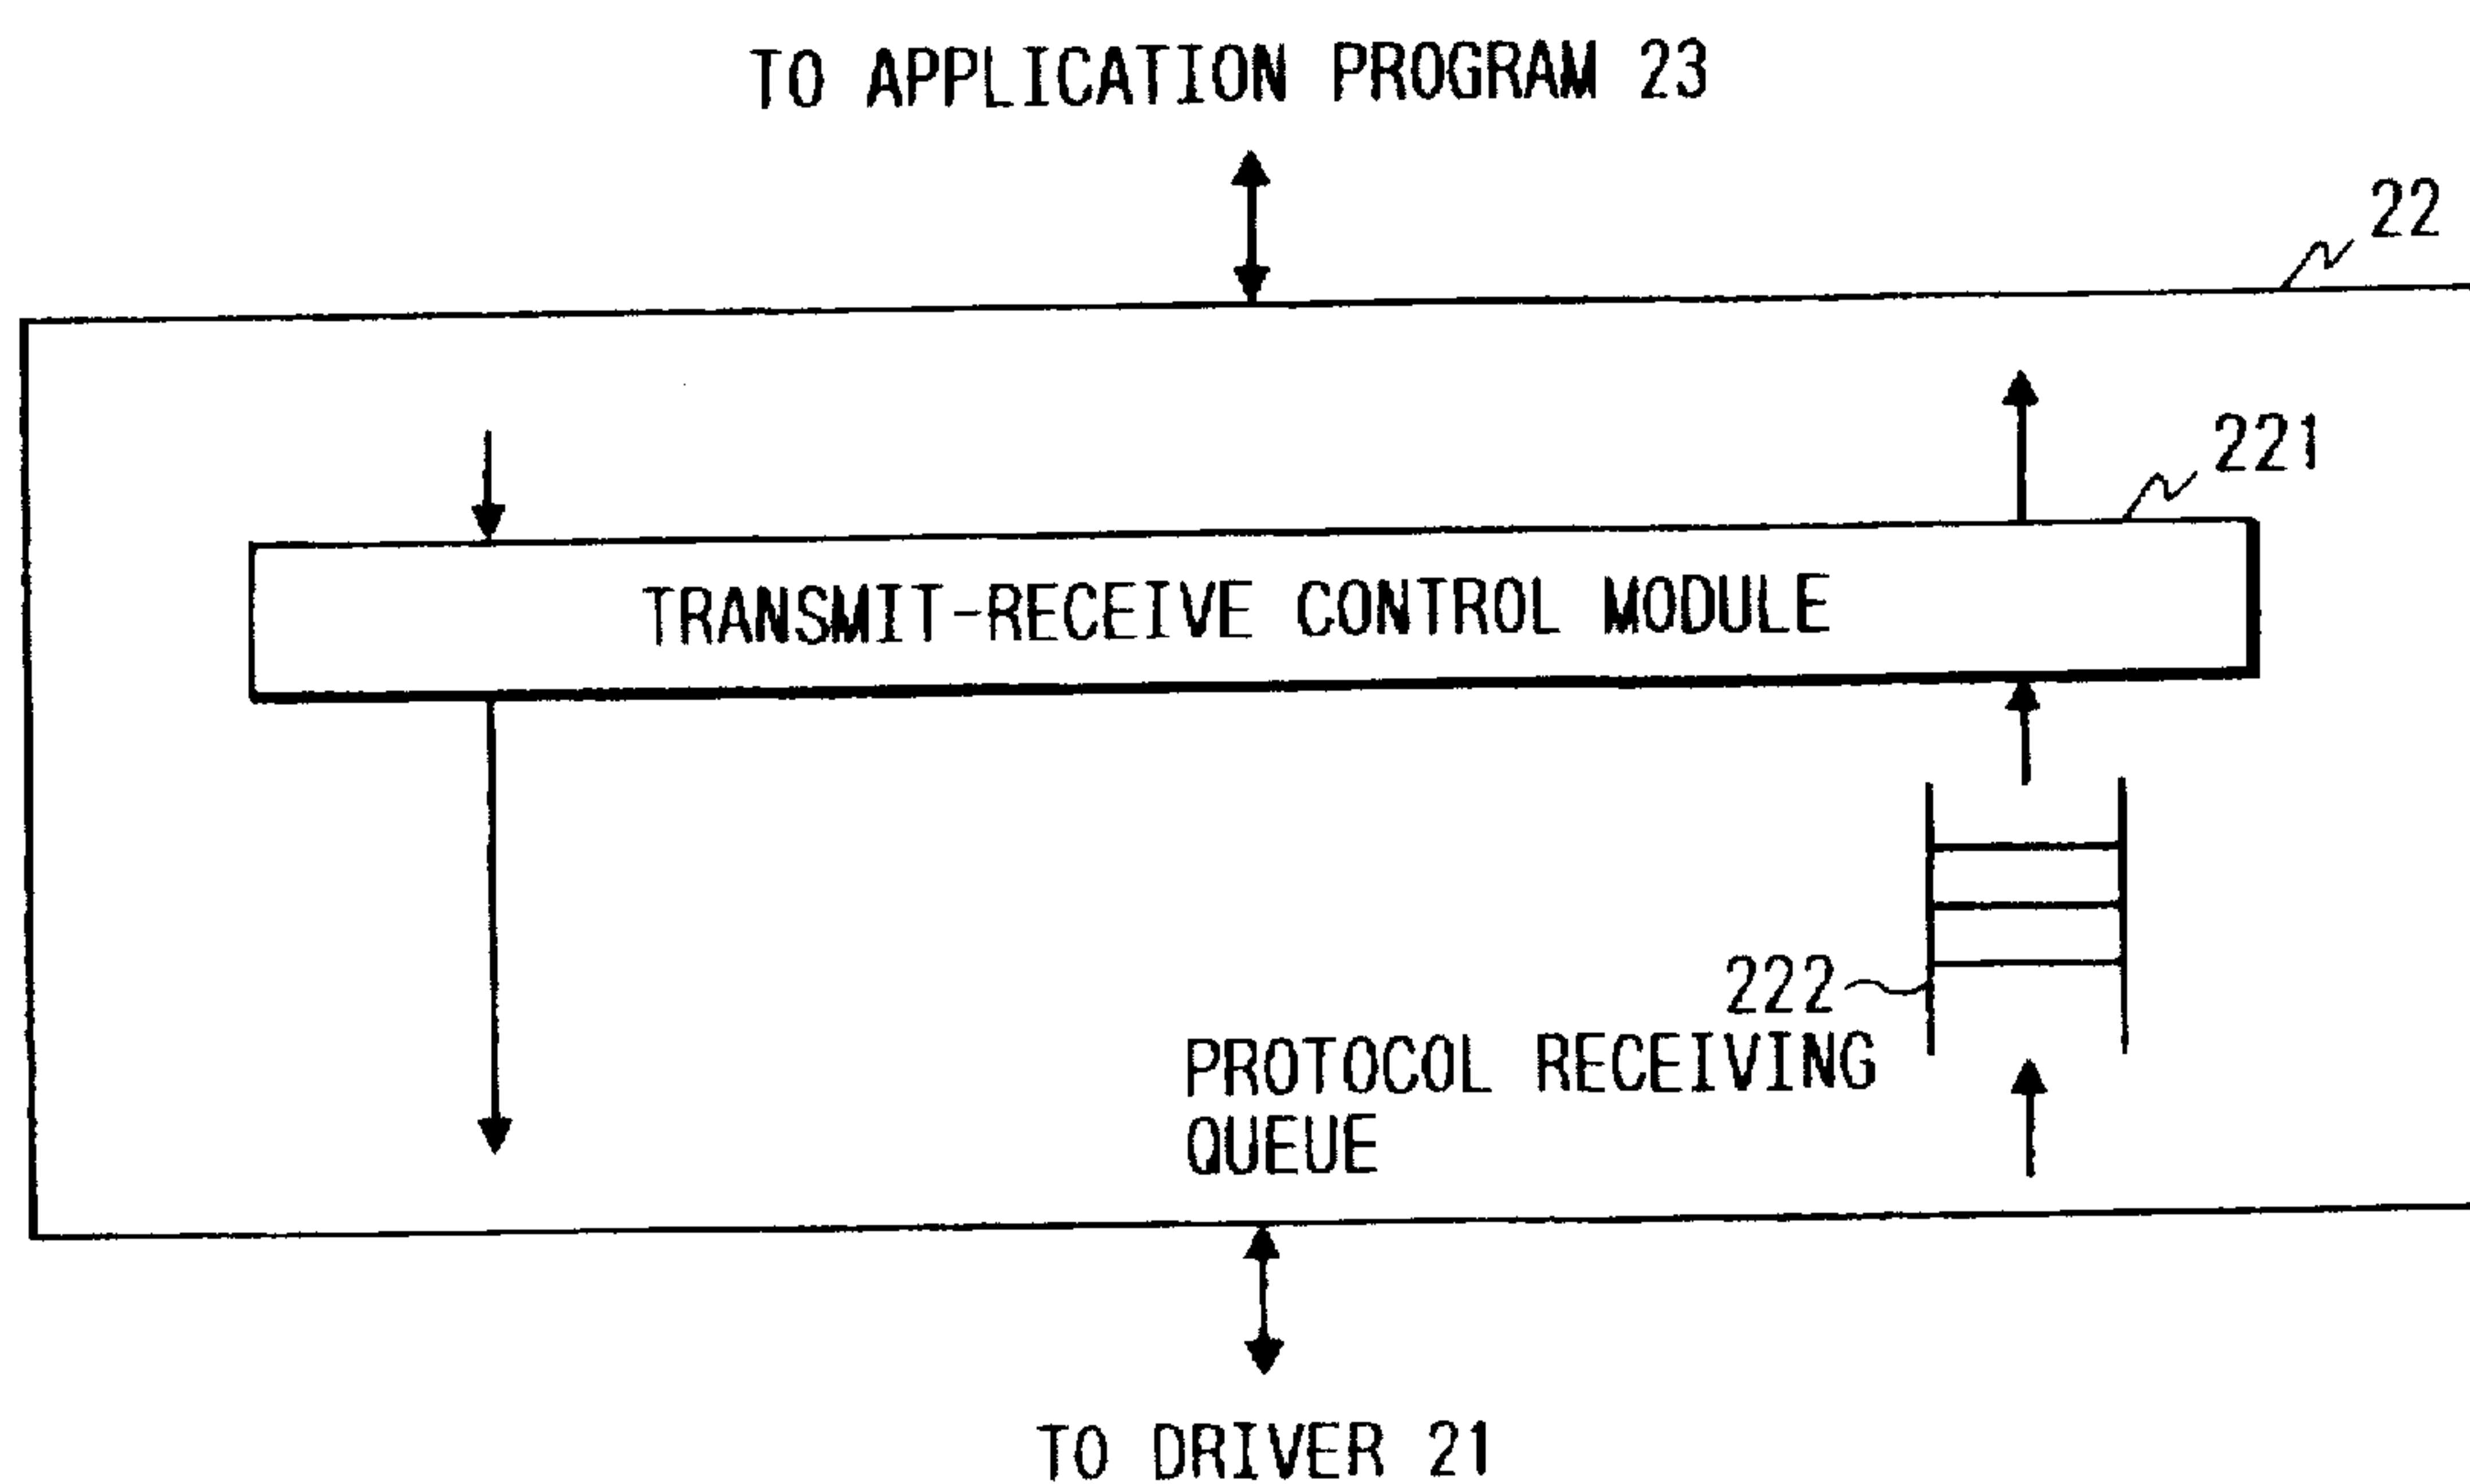 TO APPLICATION PROGRAM 23
22
221
TRANSMIT-RECEIVE CONTROL MODULE
222
PROTOCOL RECEIVING
QUEUE
TO DRIVER 21